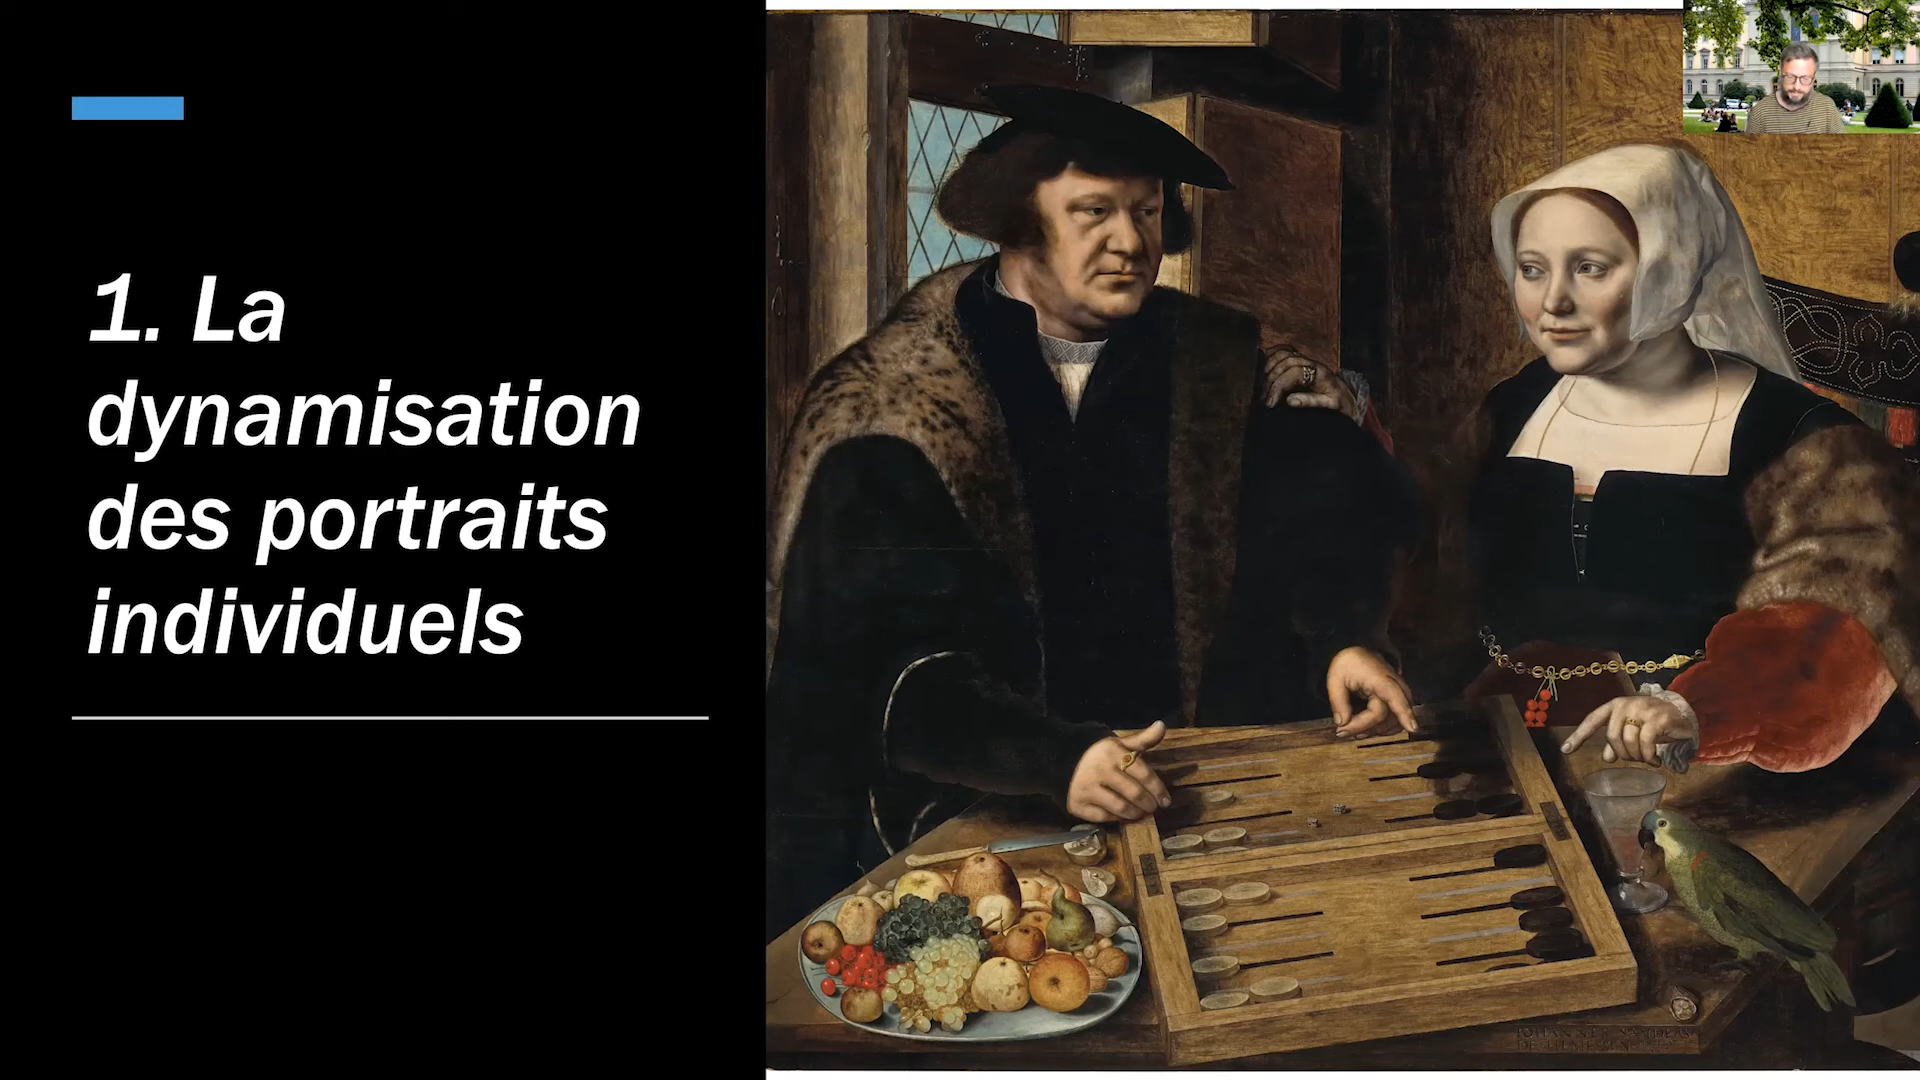 1. La
dynamisation
des portraits
individuels